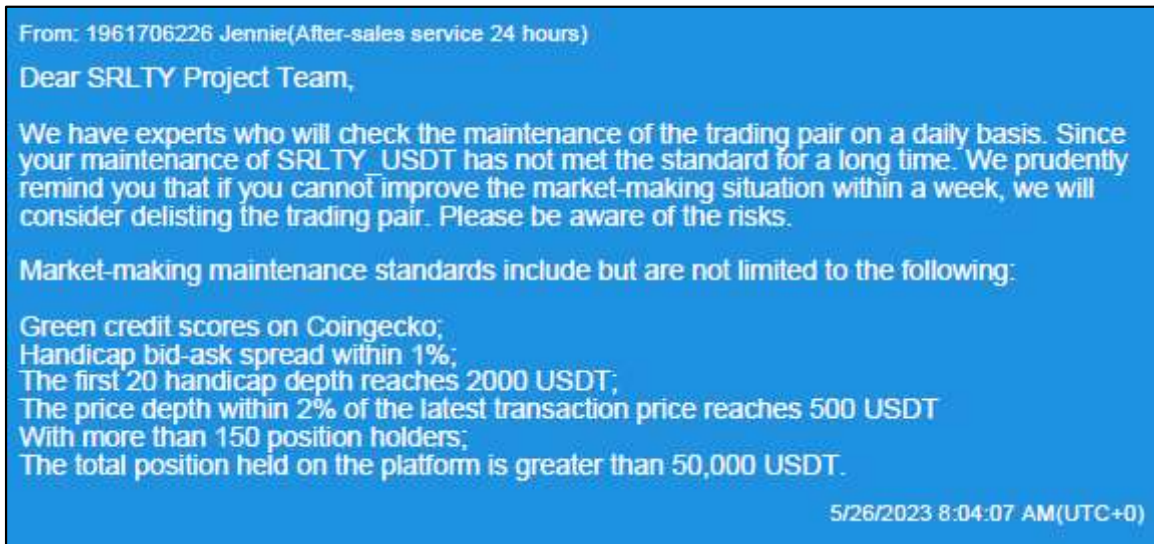 From: 1961706226 Jennie(After-sales service 24 hours)
Dear SRLTY Project Team,
We have experts who will check the maintenance of the trading pair on a daily basis. Since
your maintenance of SRLTY_USDT has not met the standard for a long time. We prudently
remind you that if you cannot improve the market-making situation within a week, we will
consider delisting the trading pair. Please be aware of the risks.
Market-making maintenance standards include but are not limited to the following:
Green credit scores on Coingecko;
Handicap bid-ask spread within 1%;
The first 20 handicap depth reaches 2000 USDT;
The price depth within 2% of the latest transaction price reaches 500 USDT
With more than 150 position holders;
The total position held on the platform is greater than 50,000 USDT.
5/26/2023 8:04:07 AM(UTC+0)